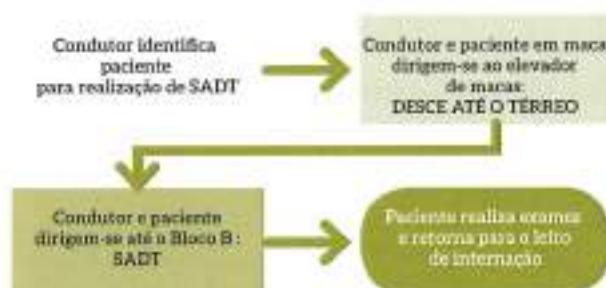 Condutor identifica
paciente
para realização de SADT
Condutor e paciente em maca
dirigem-se ao elevador
de macas:
DESCE ATÉ O TÉRREO
Condutor e paciente
dirigem-se até o Bloco B :
SADT
Paciente realiza exames
e retorna para o leito
de internação